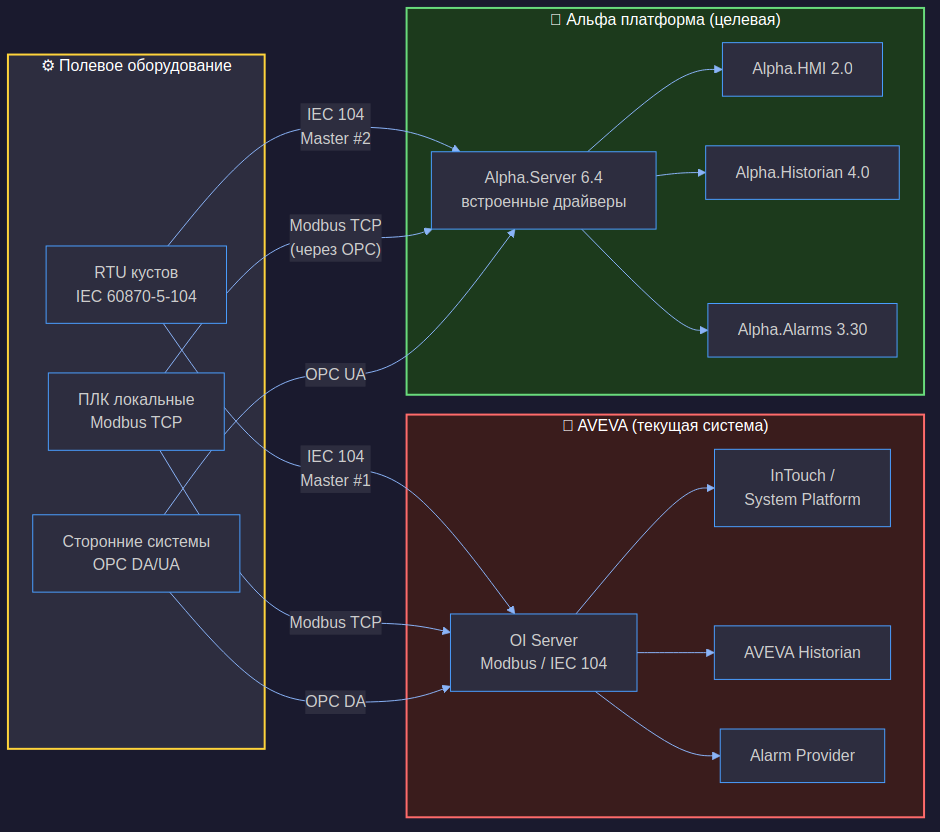 ⚙ Полевое оборудование
RTU кустов
IEC 60870-5-104
ПЛК локальные
Modbus TCP
Сторонние системы
OPC DA/UA
IEC 104
Master #2
Modbus TCP
(через OPC)
OPC UA
IEC 104
Master #1
Modbus TCP
OPC DA
Альфа платформа (целевая)
Alpha.Server 6.4
встроенные драйверы
Alpha.HMI 2.0
Alpha.Historian 4.0
Alpha.Alarms 3.30
AVEVA (текущая система)
OI Server
Modbus / IEC 104
InTouch /
System Platform
AVEVA Historian
Alarm Provider